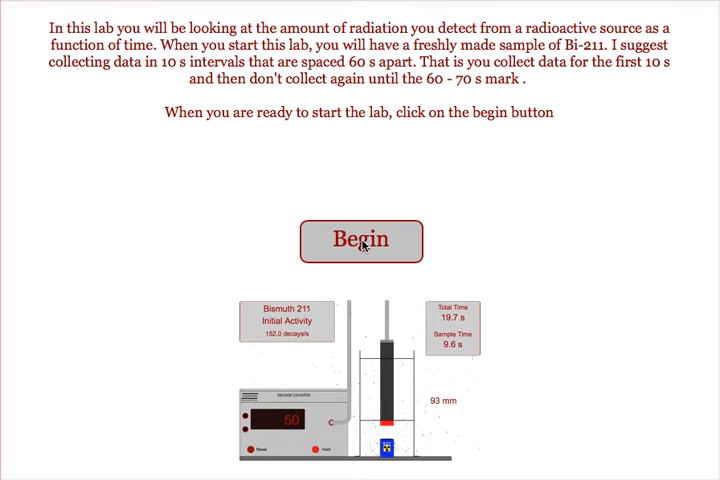 In this lab you will be looking at the amount of radiation you detect from a radioactive source as a
function of time. When you start this lab, you will have a freshly made sample of Bi-211. I suggest
collecting data in 10 s intervals that are spaced 60 s apart. That is you collect data for the first 10 s
and then don't collect again until the 60 - 70 s mark .
When you are ready to start the lab, click on the begin button
Begin
Bismuth 211
Initial Activity
152.0 decays/s
Total Time
19.7 s
Sample Time
9.6 s
DECADE COUNTER
50
93 mm
Reset
Hold